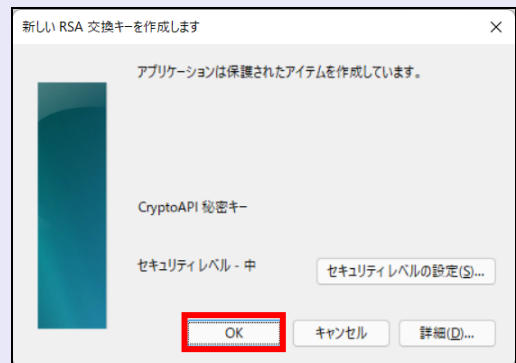 新しい RSA 交換キーを作成します
アプリケーションは保護されたアイテムを作成しています。
CryptoAPI 秘密キー
セキュリティ レベル - 中
セキュリティ レベルの設定(S)...
OK
キャンセル
詳細(D)...